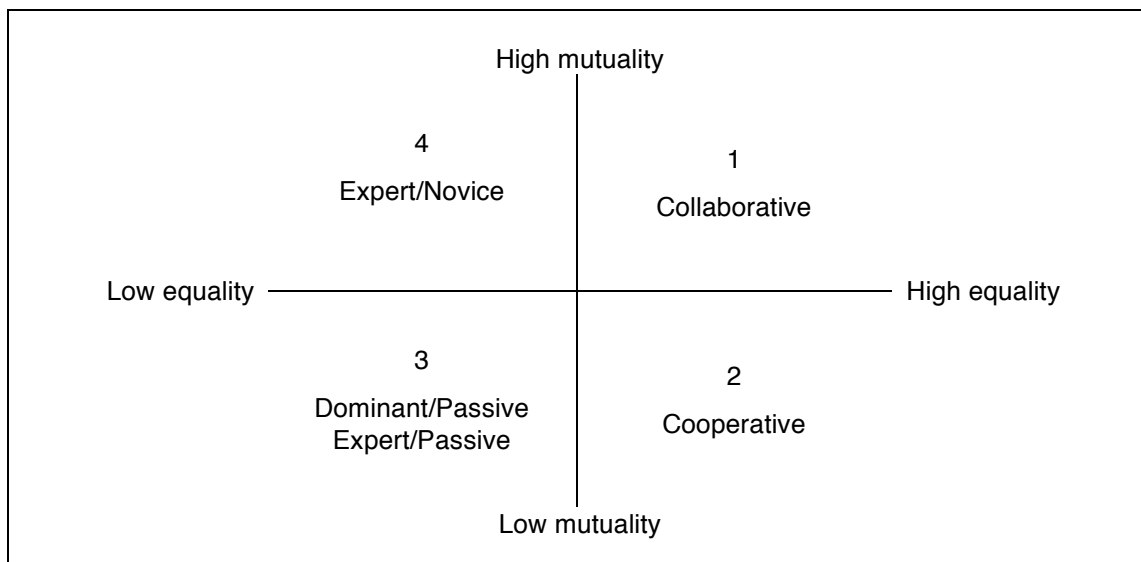 High mutuality
4
Expert/Novice
1
Collaborative
Low equality
High equality
3
Dominant/Passive
Expert/Passive
2
Cooperative
Low mutuality